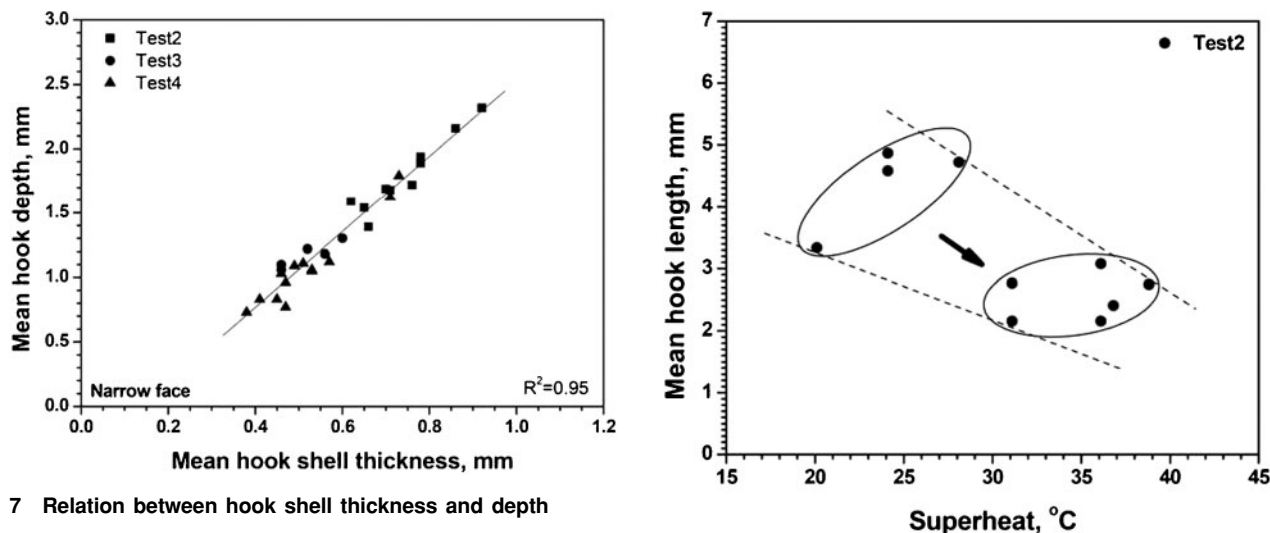 3.0
2.5
2.0
1.5
1.0
0.5
0.0
Mean hook depth, mm
Test2
Test3
Test4
Narrow face
R²=0.95
0.0 0.2 0.4 0.6 0.8 1.0 1.2
Mean hook shell thickness, mm
7 Relation between hook shell thickness and depth
7
6
5
4
3
2
1
0
Mean hook length, mm
Test2
15 20 25 30 35 40 45
Superheat, °C